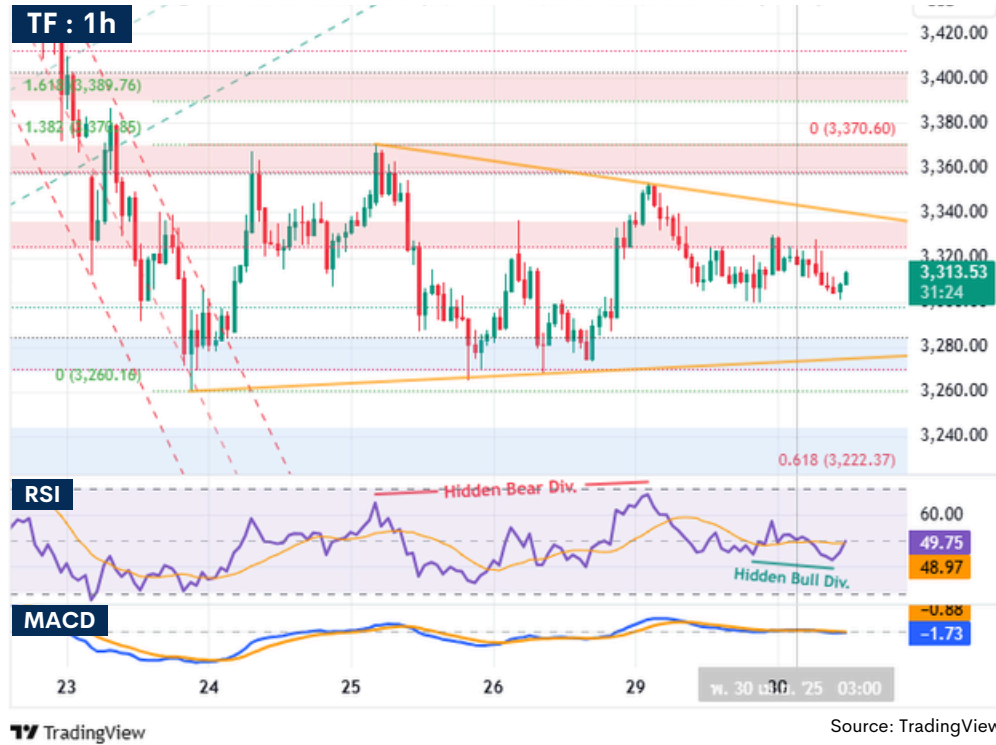 TF : 1h
3,420.00
3,400.00
1.618 (3,389.76)
3,380.00
1.382 (3,370.85)
0 (3,370.60)
3,360.00
3,340.00
3,320.00
3,313.53
31:24
3,280.00
0 (3,260.16)
3,260.00
3,240.00
0.618 (3,222.37)
RSI
Hidden Bear Div.
60.00
49.75
48.97
Hidden Bull Div.
MACD
-0.88
-1.73
23 24 25 26 29 30
พ. 30 '25 03:00
TradingView
Source: TradingView